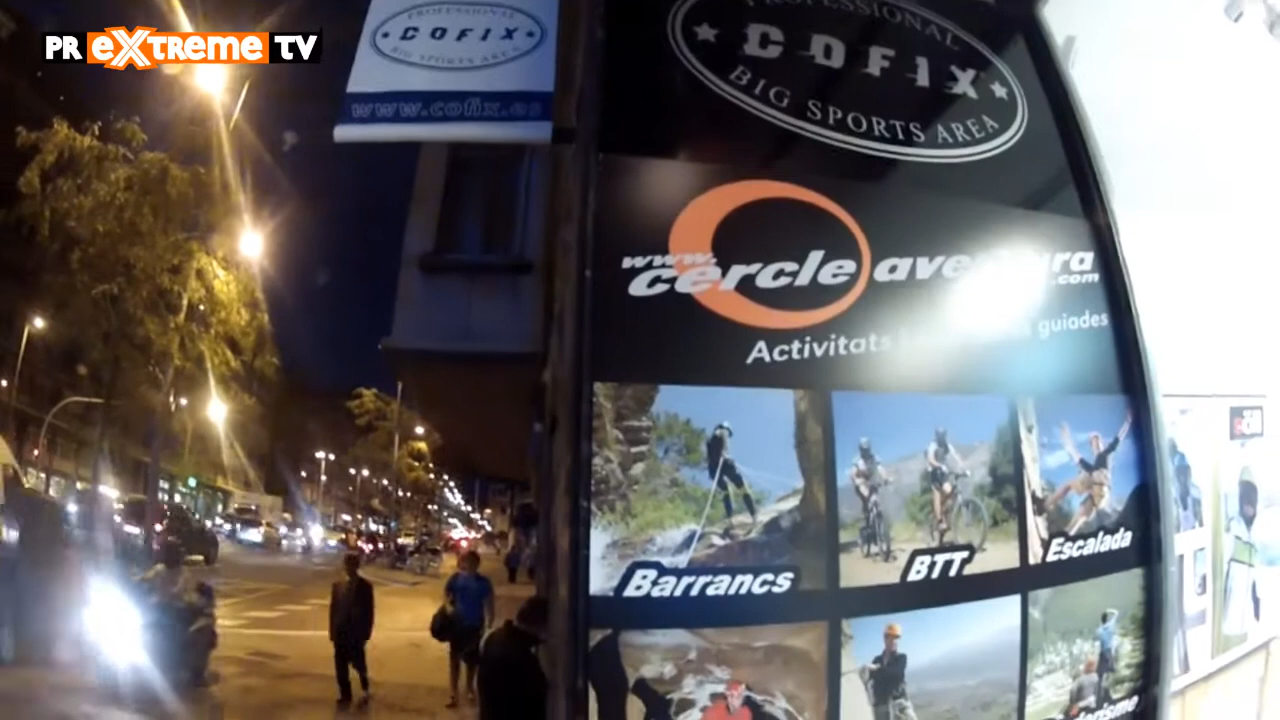 PR EXTREME TV
PROFESSIONAL
COFIX
BIG SPORTS AREA
www.cofix.es
PROFESSIONAL
COFIX
BIG SPORTS AREA
www.
cercle aventura
.com
Activitats guiades
Barrancs
BTT
Escalada